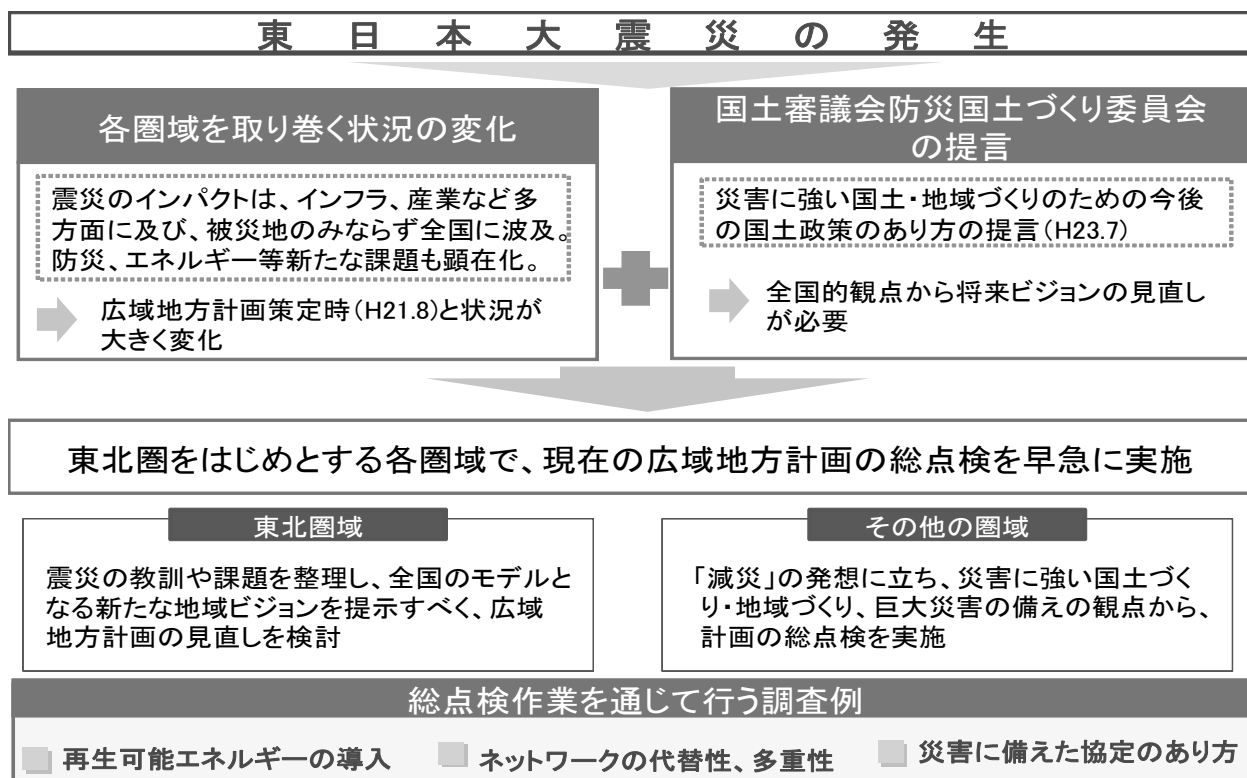 東日本大震災の発生
各圏域を取り巻く状況の変化
震災のインパクトは、インフラ、産業など多
方面に及び、被災地のみならず全国に波及。
防災、エネルギー等新たな課題も顕在化。
広域地方計画策定時(H21.8)と状況が
大きく変化
国土審議会防災国土づくり委員会
の提言
災害に強い国土・地域づくりのための今後
の国土政策のあり方の提言(H23.7)
全国的観点から将来ビジョンの見直し
が必要
東北圏をはじめとする各圏域で、現在の広域地方計画の総点検を早急に実施
東北圏域
震災の教訓や課題を整理し、全国のモデルと
なる新たな地域ビジョンを提示すべく、広域
地方計画の見直しを検討
その他の圏域
「減災」の発想に立ち、災害に強い国土づく
り・地域づくり、巨大災害の備えの観点から、
計画の総点検を実施
総点検作業を通じて行う調査例
再生可能エネルギーの導入
ネットワークの代替性、多重性
災害に備えた協定のあり方